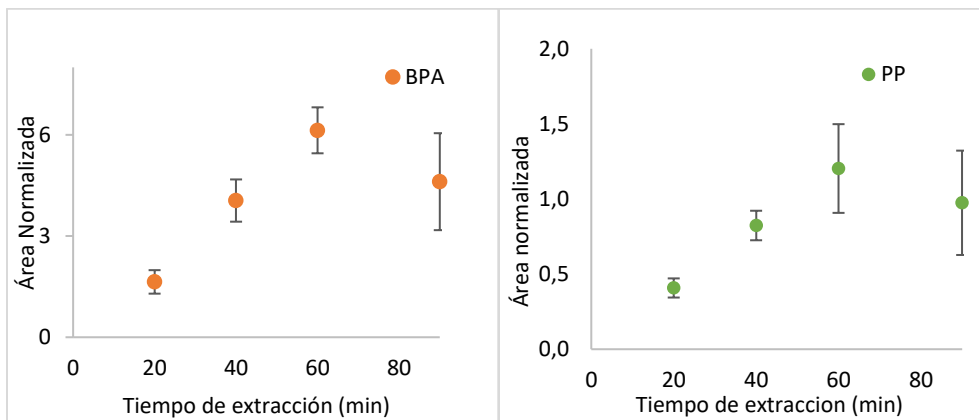 BPA
Área Normalizada
6
3
0
0 20 40 60 80
Tiempo de extracción (min)
PP
Área normalizada
2,0
1,5
1,0
0,5
0,0
0 20 40 60 80
Tiempo de extraccion (min)